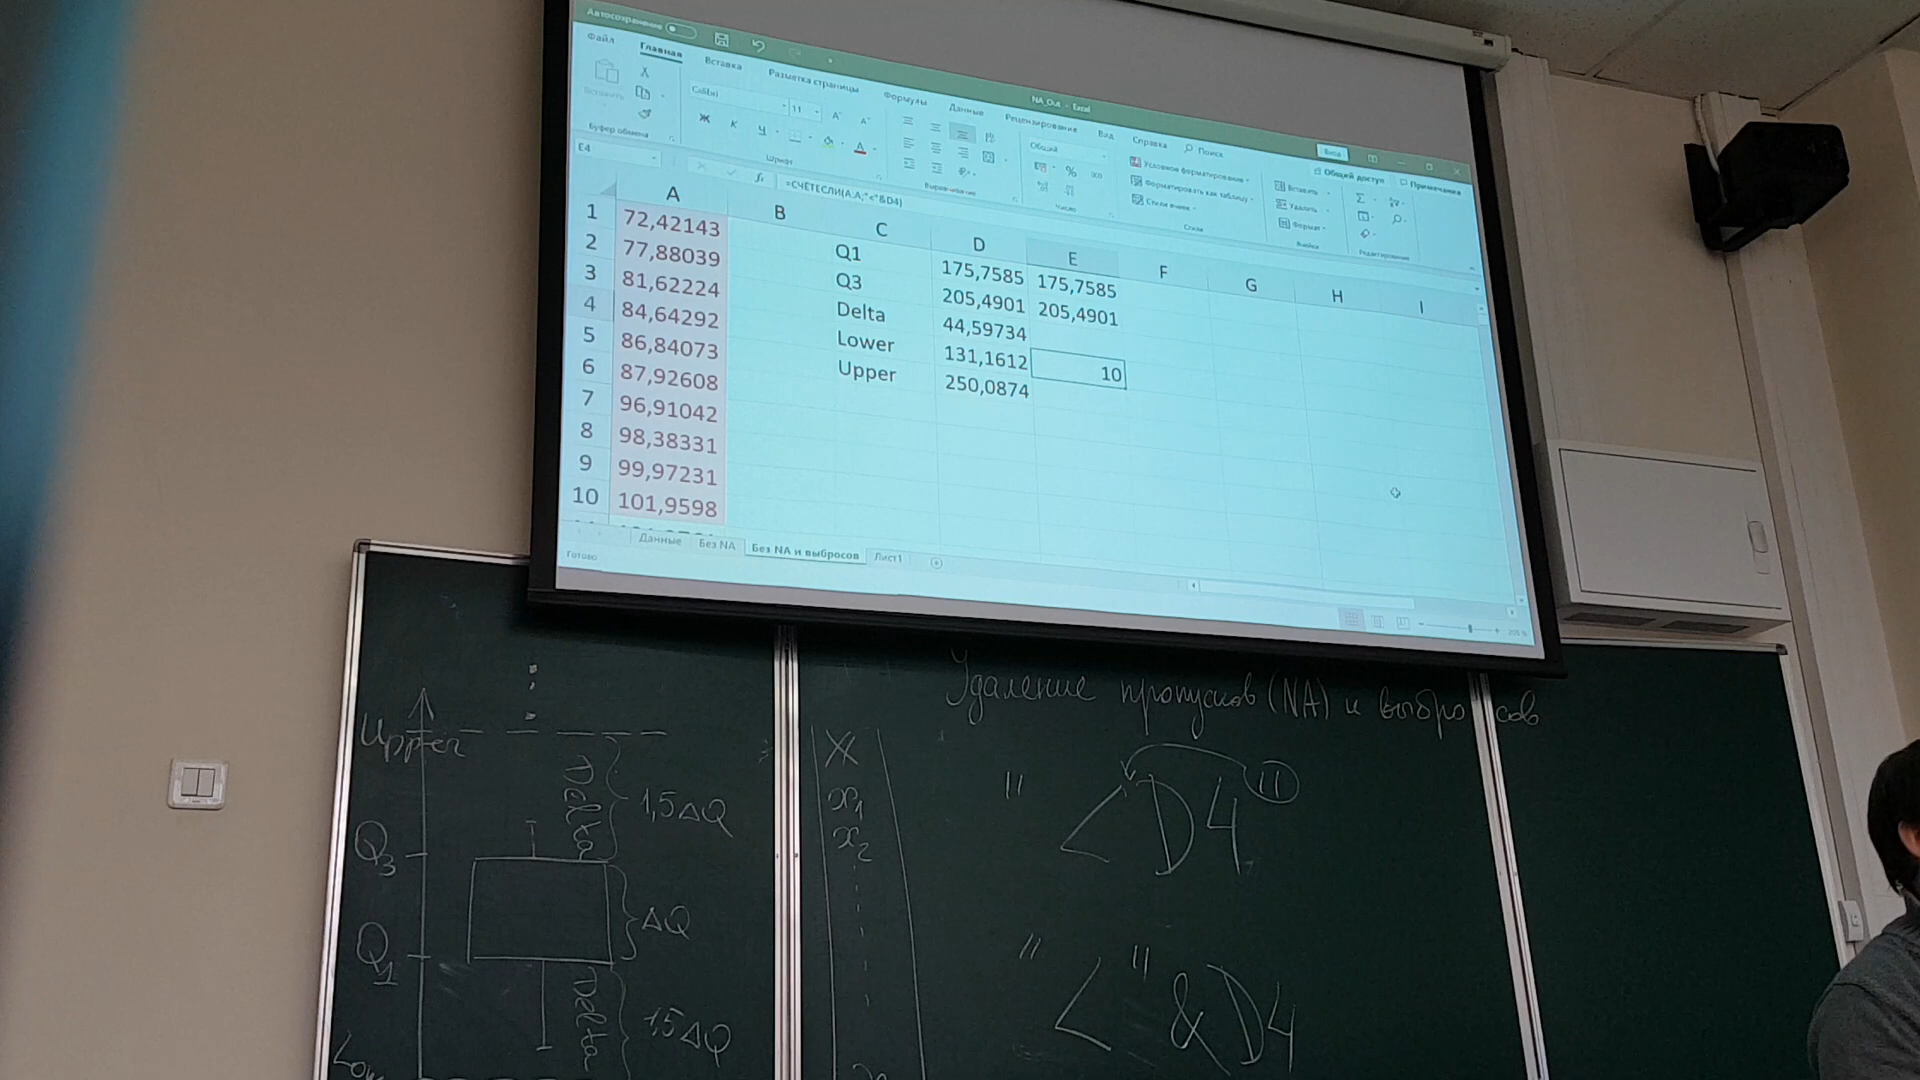 Автосохранение
NA_Out - Excel
Вход
Файл Главная Вставка Разметка страницы Формулы Данные Рецензирование Вид Справка Поиск
Общий доступ Примечания
Вставить
Calibri 11
Ж К Ч
Общий
Условное форматирование
Форматировать как таблицу
Стили ячеек
Вставить
Удалить
Формат
Буфер обмена Шрифт Выравнивание Число Стили Ячейки Редактирование
E4 fx =СЧЁТЕСЛИ(A:A;"<"&D4)
A B C D E F G H I
1 72,42143 Q1 175,7585 175,7585
2 77,88039 Q3 205,4901 205,4901
3 81,62224 Delta 44,59734
4 84,64292 Lower 131,1612 10
5 86,84073 Upper 250,0874
6 87,92608
7 96,91042
8 98,38331
9 99,97231
10 101,9598
Данные Без NA Без NA и выбросов Лист1
Готово
Удаление пропусков (NA) и выбросов
Upper
Delta
1,5ΔQ
Q3
ΔQ
Q1
Delta
1,5ΔQ
Low
X
x1
x2
" <D4 "
" < " & D4